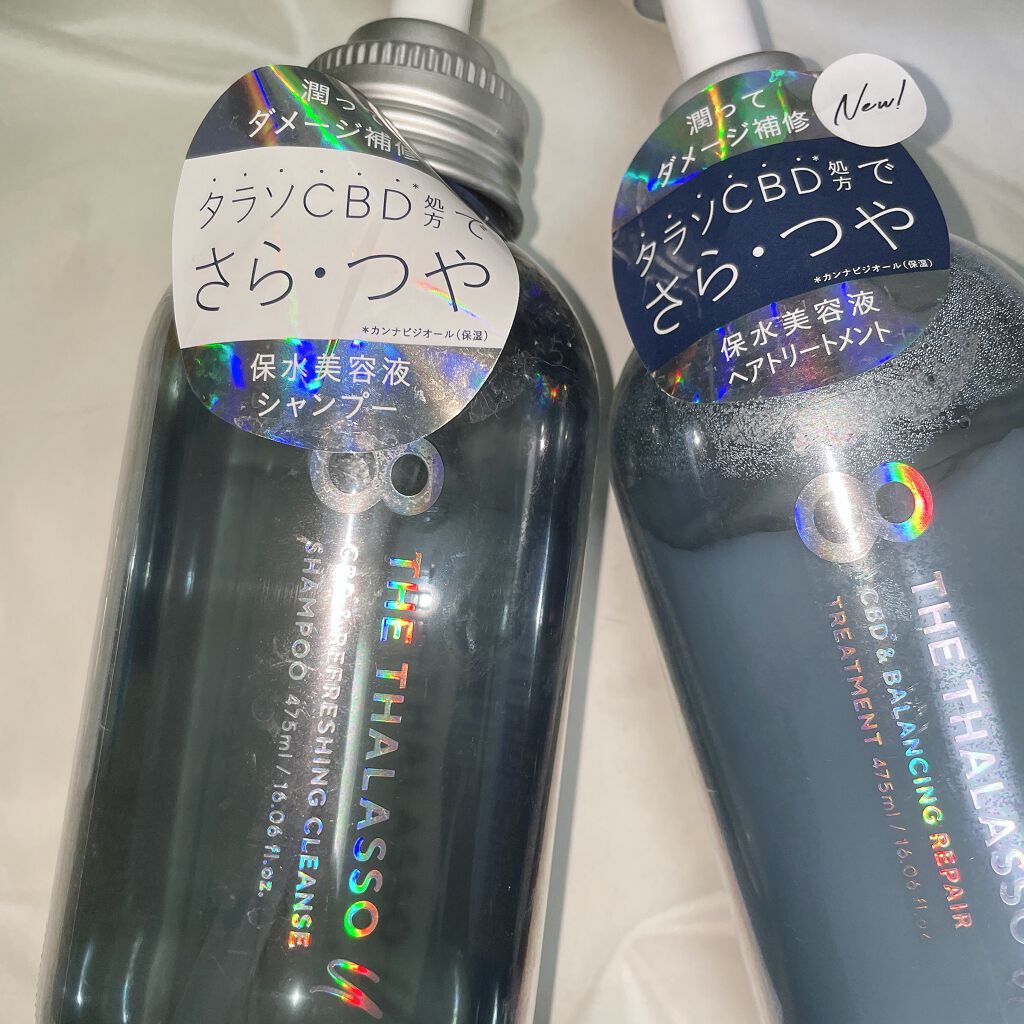 潤って
ダメージ補修
タラソCBD*処方で
さら・つや
*カンナビジオール(保湿)
保水美容液
シャンプー
8
THE THALASSO u
CBD & REFRESHING CLEANSE
SHAMPOO 475ml / 16.06 fl.oz.
New!
潤って
ダメージ補修
タラソCBD*処方で
さら・つや
*カンナビジオール(保湿)
保水美容液
ヘアトリートメント
8
THE THALASSO
CBD & BALANCING REPAIR
TREATMENT 475ml / 16.06 fl.oz